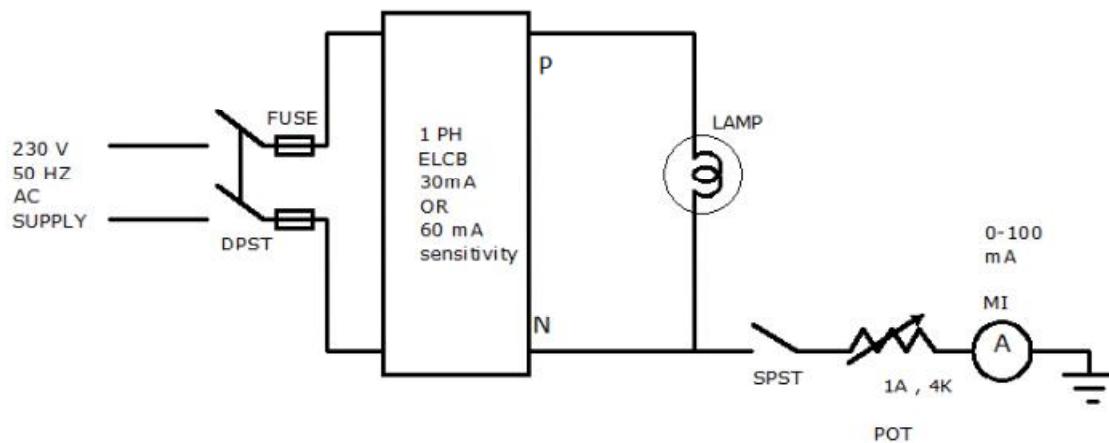 230 V
50 HZ
AC
SUPPLY
FUSE
DPST
1 PH
ELCB
30mA
OR
60 mA
sensitivity
P
N
LAMP
SPST
1A , 4K
POT
0-100
mA
MI
A